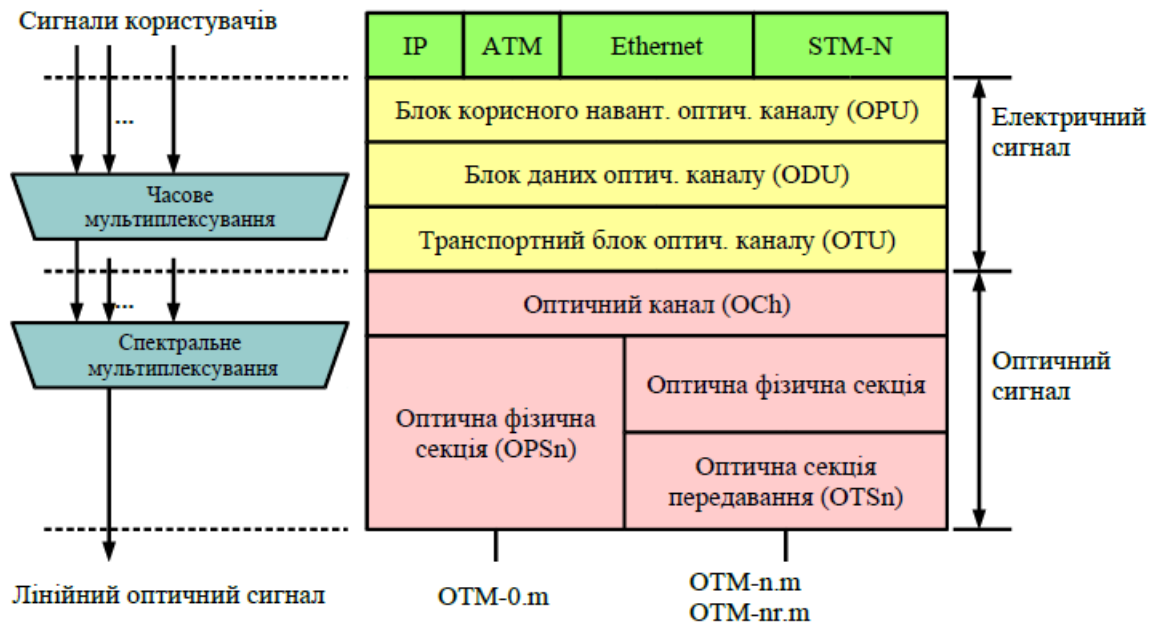 Сигнали користувачів
IP
ATM
Ethernet
STM-N
...
Блок корисного навант. оптич. каналу (OPU)
Електричний
сигнал
Блок даних оптич. каналу (ODU)
Часове
мультиплексування
Транспортний блок оптич. каналу (OTU)
...
Оптичний канал (OCh)
Спектральне
мультиплексування
Оптична фізична
секція (OPSn)
Оптична фізична секція
Оптична секція
передавання (OTSn)
Оптичний
сигнал
Лінійний оптичний сигнал
OTM-0.m
OTM-n.m
OTM-nr.m